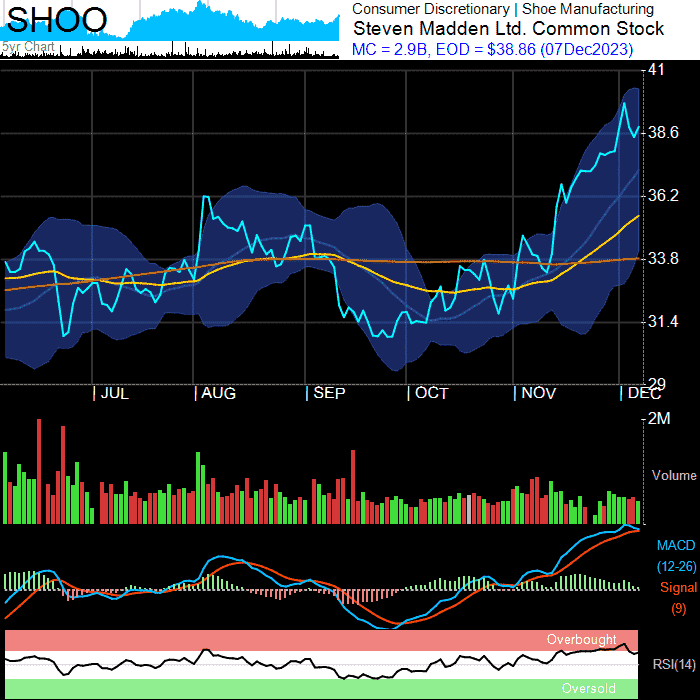 SHOO
5yr Chart
Consumer Discretionary | Shoe Manufacturing
Steven Madden Ltd. Common Stock
MC = 2.9B, EOD = $38.86 (07Dec2023)
41
38.6
36.2
33.8
31.4
29
| JUL
| AUG
| SEP
| OCT
| NOV
| DEC
2M
Volume
MACD
(12-26)
Signal
(9)
Overbought
RSI(14)
Oversold